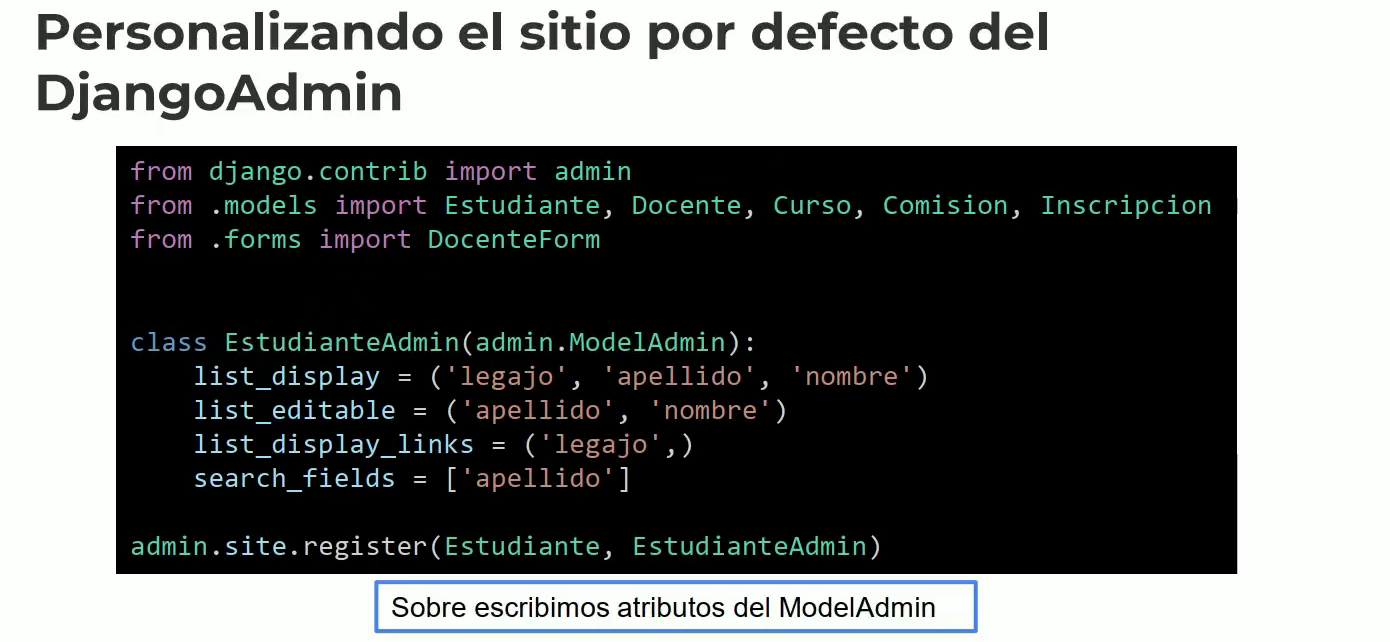 Personalizando el sitio por defecto del
DjangoAdmin
from django.contrib import admin
from .models import Estudiante, Docente, Curso, Comision, Inscripcion
from .forms import DocenteForm
class EstudianteAdmin(admin.ModelAdmin):
    list_display = ('legajo', 'apellido', 'nombre')
    list_editable = ('apellido', 'nombre')
    list_display_links = ('legajo',)
    search_fields = ['apellido']
admin.site.register(Estudiante, EstudianteAdmin)
Sobre escribimos atributos del ModelAdmin